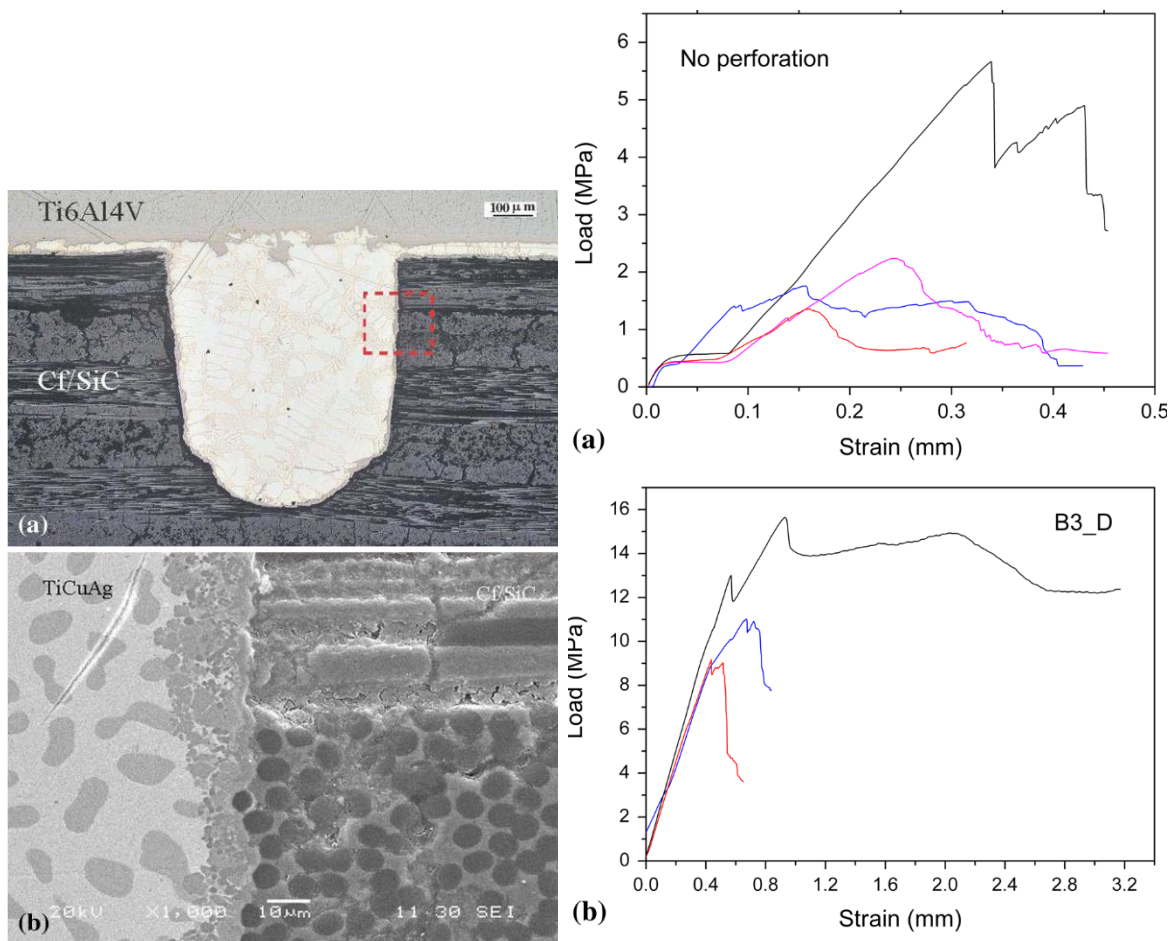 Ti6Al4V
100 μm
Cf/SiC
(a)
TiCuAg
Cf/SiC
20kV X1,000 10μm 11 30 SEI
(b)
No perforation
Load (MPa)
6
5
4
3
2
1
0
0.0 0.1 0.2 0.3 0.4 0.5
Strain (mm)
(a)
B3_D
Load (MPa)
16
14
12
10
8
6
4
2
0
0.0 0.4 0.8 1.2 1.6 2.0 2.4 2.8 3.2
Strain (mm)
(b)